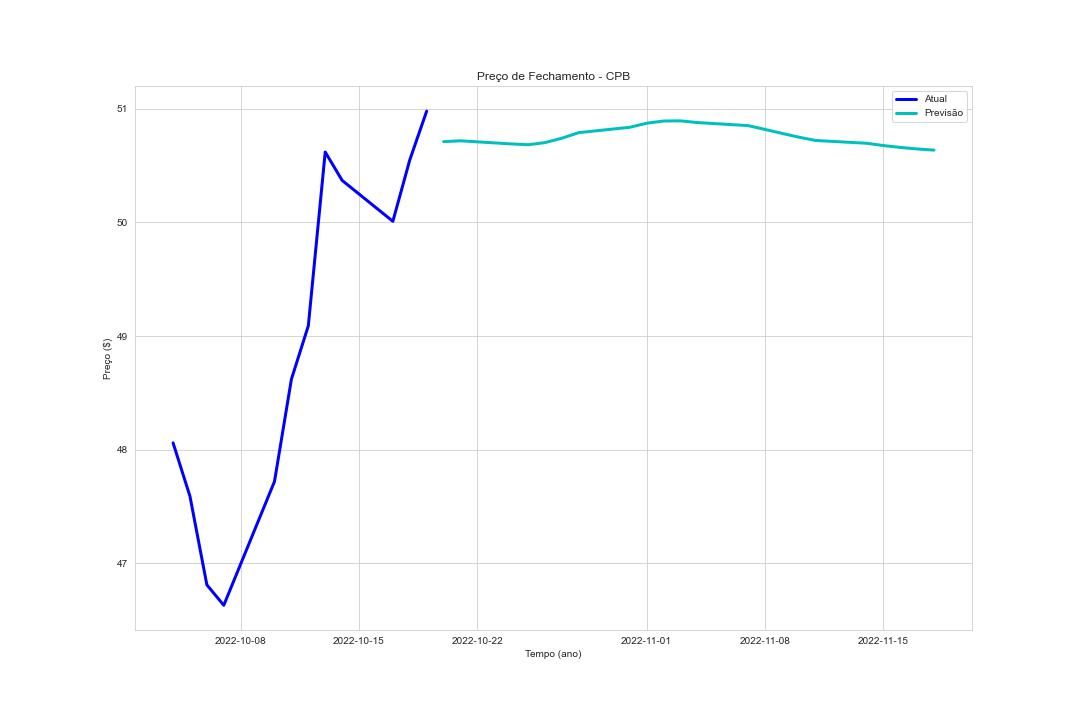 Preço de Fechamento - CPB
Atual
Previsão
51
50
49
48
47
Preço ($)
2022-10-08
2022-10-15
2022-10-22
2022-11-01
2022-11-08
2022-11-15
Tempo (ano)